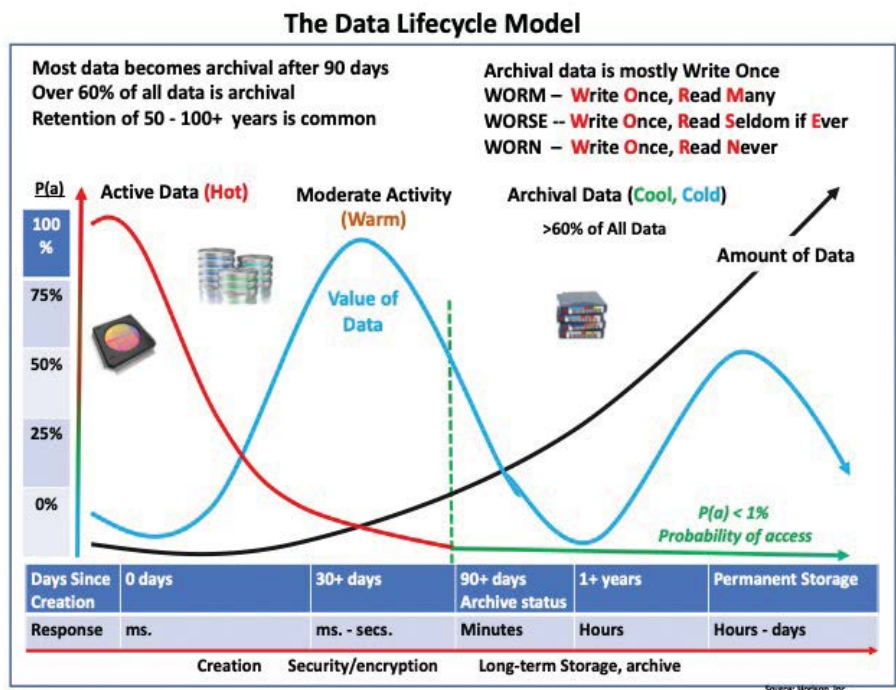 The Data Lifecycle Model
Most data becomes archival after 90 days
Over 60% of all data is archival
Retention of 50 - 100+ years is common
Archival data is mostly Write Once
WORM – Write Once, Read Many
WORSE -- Write Once, Read Seldom if Ever
WORN – Write Once, Read Never
P(a)
Active Data (Hot)
Moderate Activity
(Warm)
Archival Data (Cool, Cold)
>60% of All Data
Amount of Data
100
%
75%
Value of
Data
50%
25%
0%
P(a) < 1%
Probability of access
Days Since
Creation
0 days
30+ days
90+ days
Archive status
1+ years
Permanent Storage
Response
ms.
ms. - secs.
Minutes
Hours
Hours - days
Creation
Security/encryption
Long-term Storage, archive
Source: Horison, Inc.